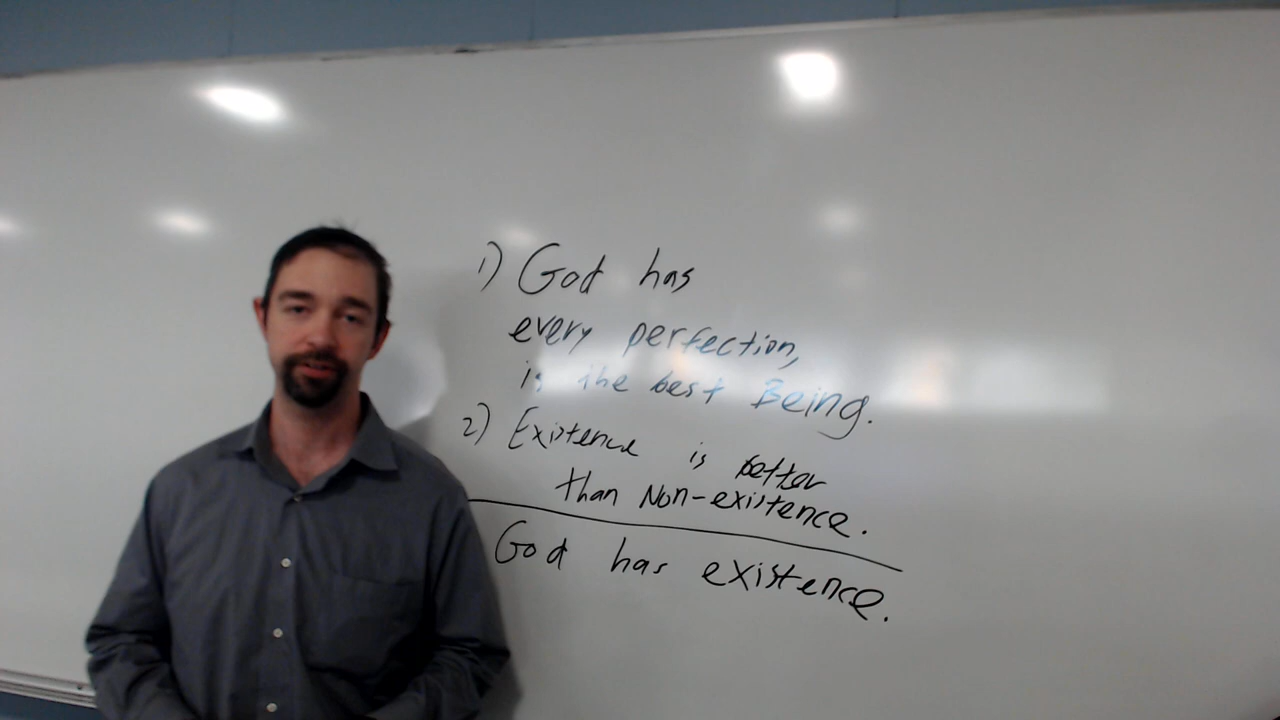 1) God has
every perfection,
is the best Being.
2) Existence is better
than Non-existence.
God has existence.